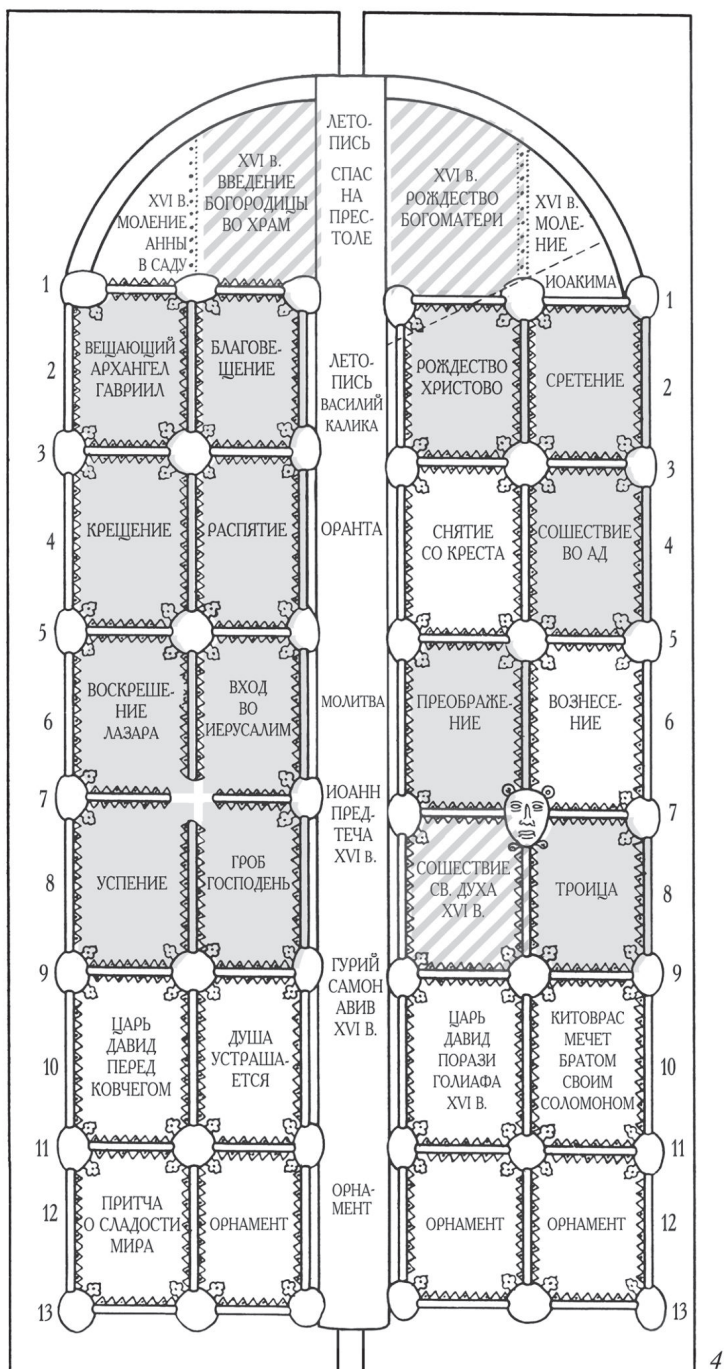 ЛЕТО-
ПИСЬ
СПАС
НА
ПРЕС-
ТОЛЕ
XVI В.
ВВЕДЕНИЕ
БОГОРОДИЦЫ
ВО ХРАМ
XVI В.
РОЖДЕСТВО
БОГОМАТЕРИ
XVI В.
МОЛЕНИЕ
АННЫ
В САДУ
XVI В.
МОЛЕ-
НИЕ
ИОАКИМА
1
1
2
ВЕЩАЮЩИЙ
АРХАНГЕЛ
ГАВРИИЛ
БЛАГОВЕ-
ЩЕНИЕ
ЛЕТО-
ПИСЬ
ВАСИЛИЙ
КАЛИКА
РОЖДЕСТВО
ХРИСТОВО
СРЕТЕНИЕ
2
3
3
4
КРЕЩЕНИЕ
РАСПЯТИЕ
ОРАНТА
СНЯТИЕ
СО КРЕСТА
СОШЕСТВИЕ
ВО АД
4
5
5
6
ВОСКРЕШЕ-
НИЕ
ЛАЗАРА
ВХОД
ВО
ИЕРУСАЛИМ
МОЛИТВА
ПРЕОБРАЖЕ-
НИЕ
ВОЗНЕСЕ-
НИЕ
6
7
ИОАНН
ПРЕД-
ТЕЧА
XVI В.
7
8
УСПЕНИЕ
ГРОБ
ГОСПОДЕНЬ
СОШЕСТВИЕ
СВ. ДУХА
XVI В.
ТРОИЦА
8
9
ГУРИЙ
САМОН
АВИВ
XVI В.
9
10
ЦАРЬ
ДАВИД
ПЕРЕД
КОВЧЕГОМ
ДУША
УСТРАША-
ЕТСЯ
ЦАРЬ
ДАВИД
ПОРАЗИ
ГОЛИАФА
XVI В.
КИТОВРАС
МЕЧЕТ
БРАТОМ
СВОИМ
СОЛОМОНОМ
10
11
11
12
ПРИТЧА
О СЛАДОСТИ
МИРА
ОРНАМЕНТ
ОРНА-
МЕНТ
ОРНАМЕНТ
ОРНАМЕНТ
12
13
13
4